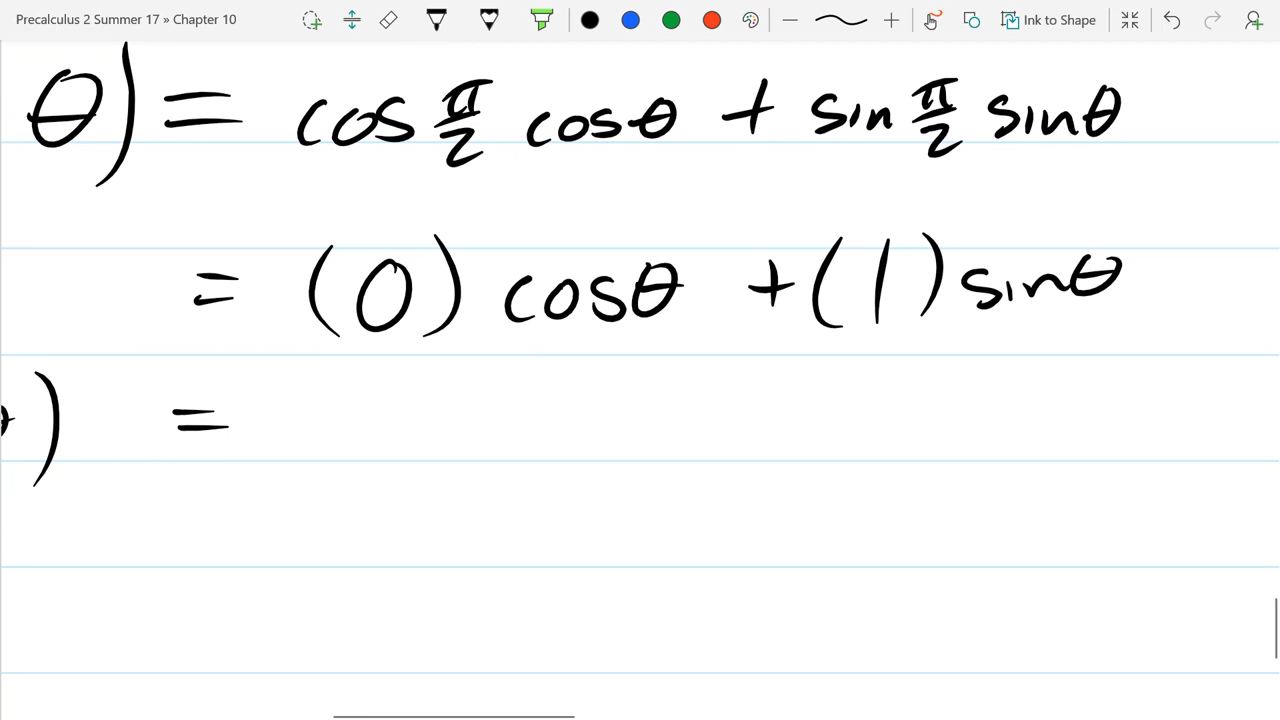 Precalculus 2 Summer 17 » Chapter 10
Ink to Shape
θ) = cos π/2 cosθ + sin π/2 sinθ
= (0) cosθ + (1) sinθ
) =